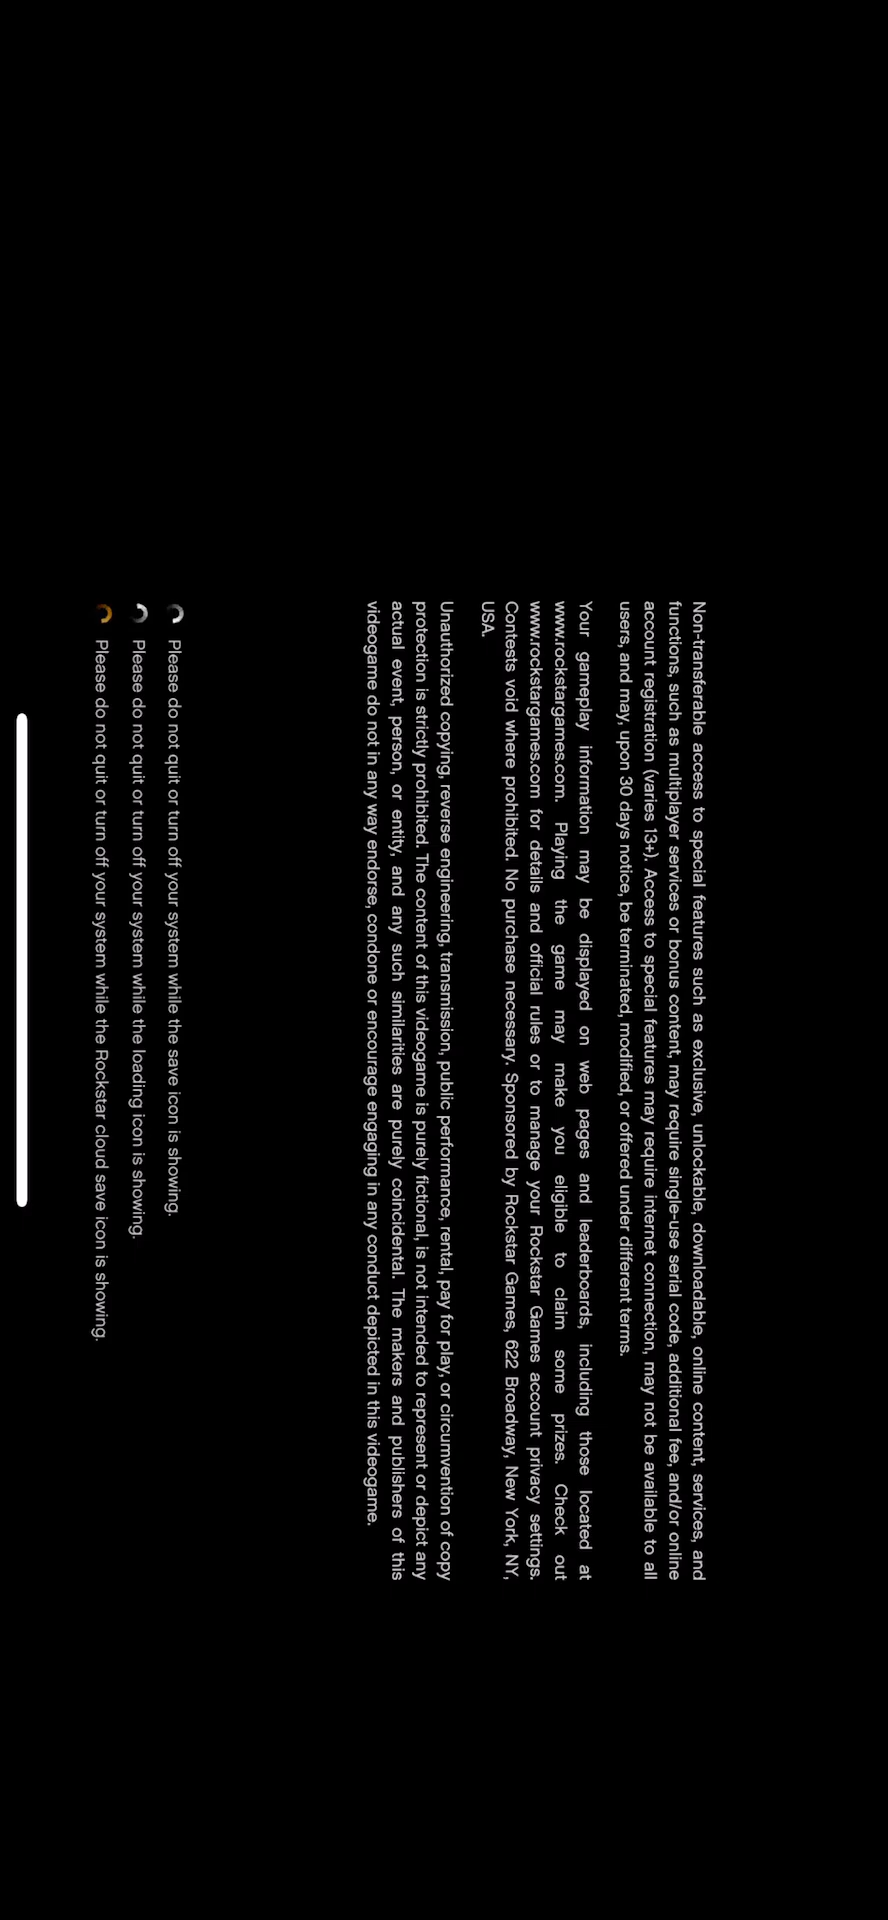 Non-transferable access to special features such as exclusive, unlockable, downloadable, online content, services, and
functions, such as multiplayer services or bonus content, may require single-use serial code, additional fee, and/or online
account registration (varies 13+). Access to special features may require internet connection, may not be available to all
users, and may, upon 30 days notice, be terminated, modified, or offered under different terms.
Your gameplay information may be displayed on web pages and leaderboards, including those located at
www.rockstargames.com. Playing the game may make you eligible to claim some prizes. Check out
www.rockstargames.com for details and official rules or to manage your Rockstar Games account privacy settings.
Contests void where prohibited. No purchase necessary. Sponsored by Rockstar Games, 622 Broadway, New York, NY,
USA.
Unauthorized copying, reverse engineering, transmission, public performance, rental, pay for play, or circumvention of copy
protection is strictly prohibited. The content of this videogame is purely fictional, is not intended to represent or depict any
actual event, person, or entity, and any such similarities are purely coincidental. The makers and publishers of this
videogame do not in any way endorse, condone or encourage engaging in any conduct depicted in this videogame.
Please do not quit or turn off your system while the save icon is showing.
Please do not quit or turn off your system while the loading icon is showing.
Please do not quit or turn off your system while the Rockstar cloud save icon is showing.